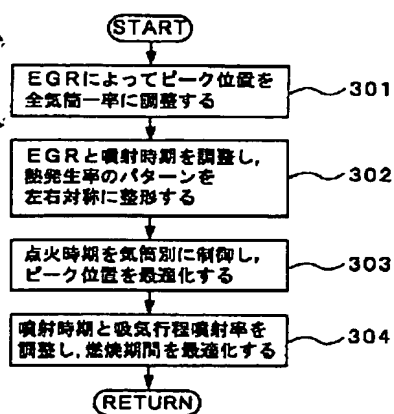 START
EGRによってピーク位置を
全気筒一率に調整する
301
EGRと噴射時期を調整し,
熱発生率のパターンを
左右対称に整形する
302
点火時期を気筒別に制御し,
ピーク位置を最適化する
303
噴射時期と吸気行程噴射率を
調整し,燃焼期間を最適化する
304
RETURN